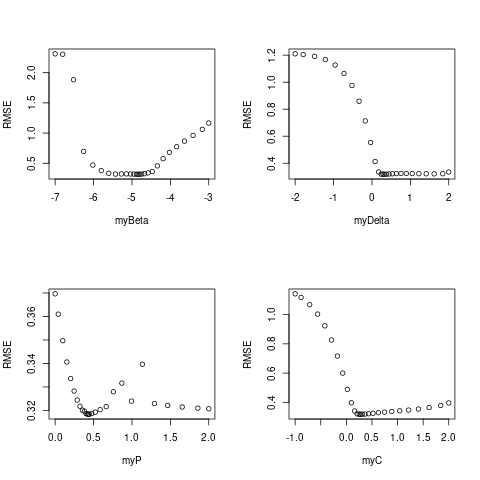 RMSE
0.5 1.0 2.0
-7 -6 -5 -4 -3
myBeta
RMSE
0.4 0.6 0.8 1.0 1.2
-2 -1 0 1 2
myDelta
RMSE
0.32 0.34 0.36
0.0 0.5 1.0 1.5 2.0
myP
RMSE
0.4 0.6 0.8 1.0
-1.0 0.0 0.5 1.0 1.5 2.0
myC